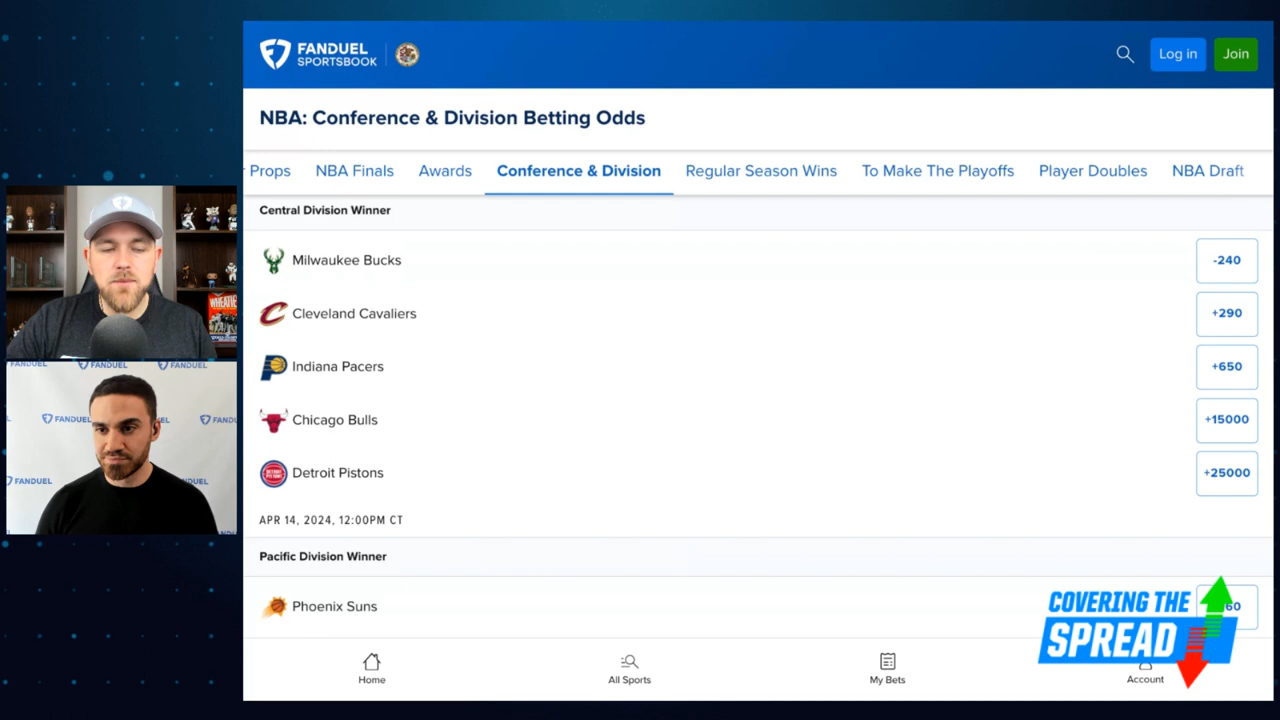 FANDUEL
SPORTSBOOK
Log in
Join
NBA: Conference & Division Betting Odds
Props
NBA Finals
Awards
Conference & Division
Regular Season Wins
To Make The Playoffs
Player Doubles
NBA Draft
Central Division Winner
Milwaukee Bucks
-240
Cleveland Cavaliers
+290
Indiana Pacers
+650
Chicago Bulls
+15000
Detroit Pistons
+25000
APR 14, 2024, 12:00PM CT
Pacific Division Winner
Phoenix Suns
60
COVERING THE
SPREAD
Home
All Sports
My Bets
Account
WHEATIES
FANDUEL
FANDUEL
FANDUEL
FANDUEL
FANDUEL